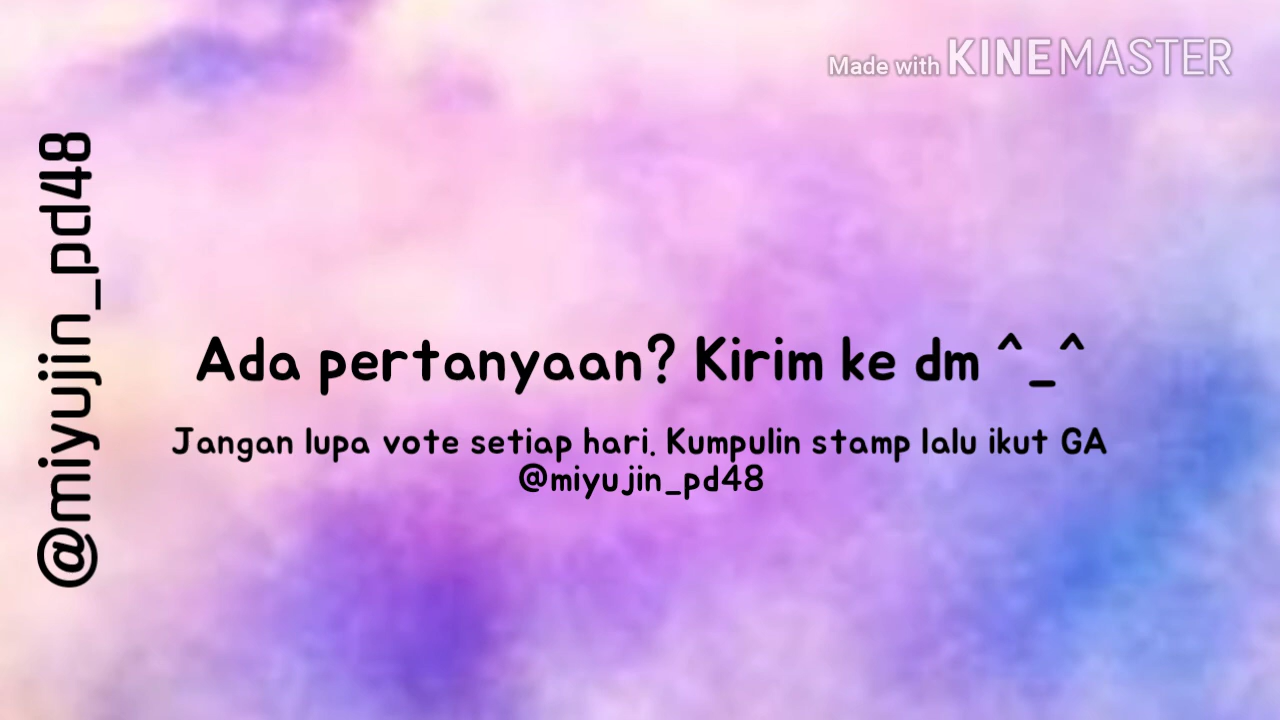 Made with KINEMASTER
@miyujin_pd48
Ada pertanyaan? Kirim ke dm ^_^
Jangan lupa vote setiap hari. Kumpulin stamp lalu ikut GA
@miyujin_pd48